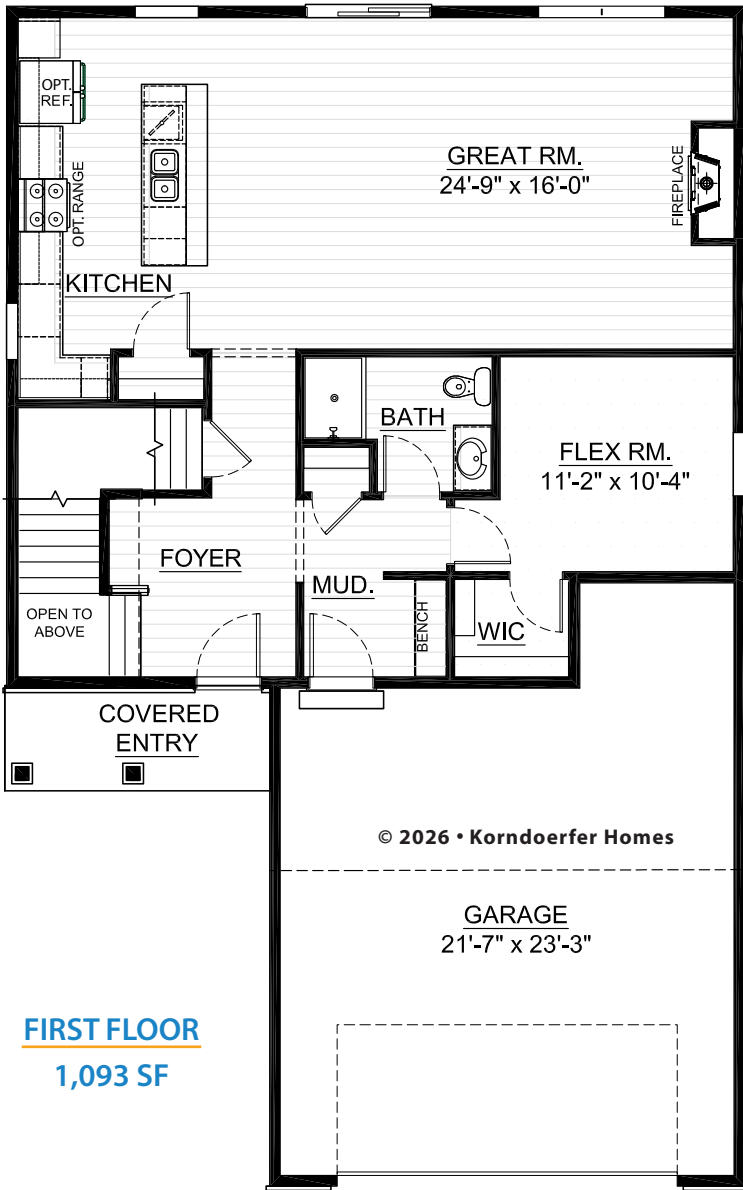 OPT.
REF.
OPT. RANGE
KITCHEN
GREAT RM.
24'-9" x 16'-0"
FIREPLACE
BATH
FLEX RM.
11'-2" x 10'-4"
FOYER
MUD.
BENCH
WIC
OPEN TO
ABOVE
COVERED
ENTRY
© 2026 • Korndoerfer Homes
GARAGE
21'-7" x 23'-3"
FIRST FLOOR
1,093 SF